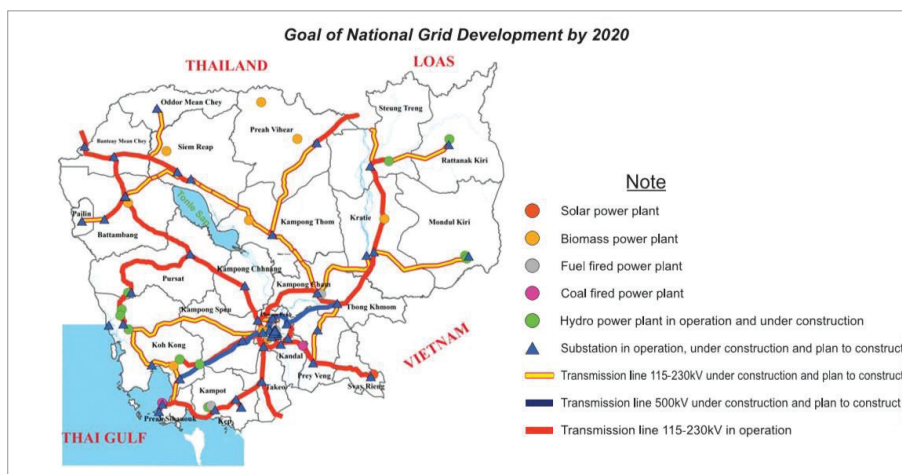 Goal of National Grid Development by 2020
THAILAND
LOAS
Oddor Mean Chey
Steung Treng
Preah Vihear
Banteay Mean Chey
Siem Reap
Rattanak Kiri
Pailin
Tonle Sap
Kampong Thom
Kratie
Mondul Kiri
Battambang
Kampong Chhnang
Pursat
Kampong Cham
Tbong Khmom
Kampong Speu
Koh Kong
Kandal
VIETNAM
Prey Veng
Svay Rieng
Kampot
Takeo
Preah Sihanouk
Kep
THAI GULF
Note
Solar power plant
Biomass power plant
Fuel fired power plant
Coal fired power plant
Hydro power plant in operation and under construction
Substation in operation, under construction and plan to construct
Transmission line 115-230kV under construction and plan to construct
Transmission line 500kV under construction and plan to construct
Transmission line 115-230kV in operation